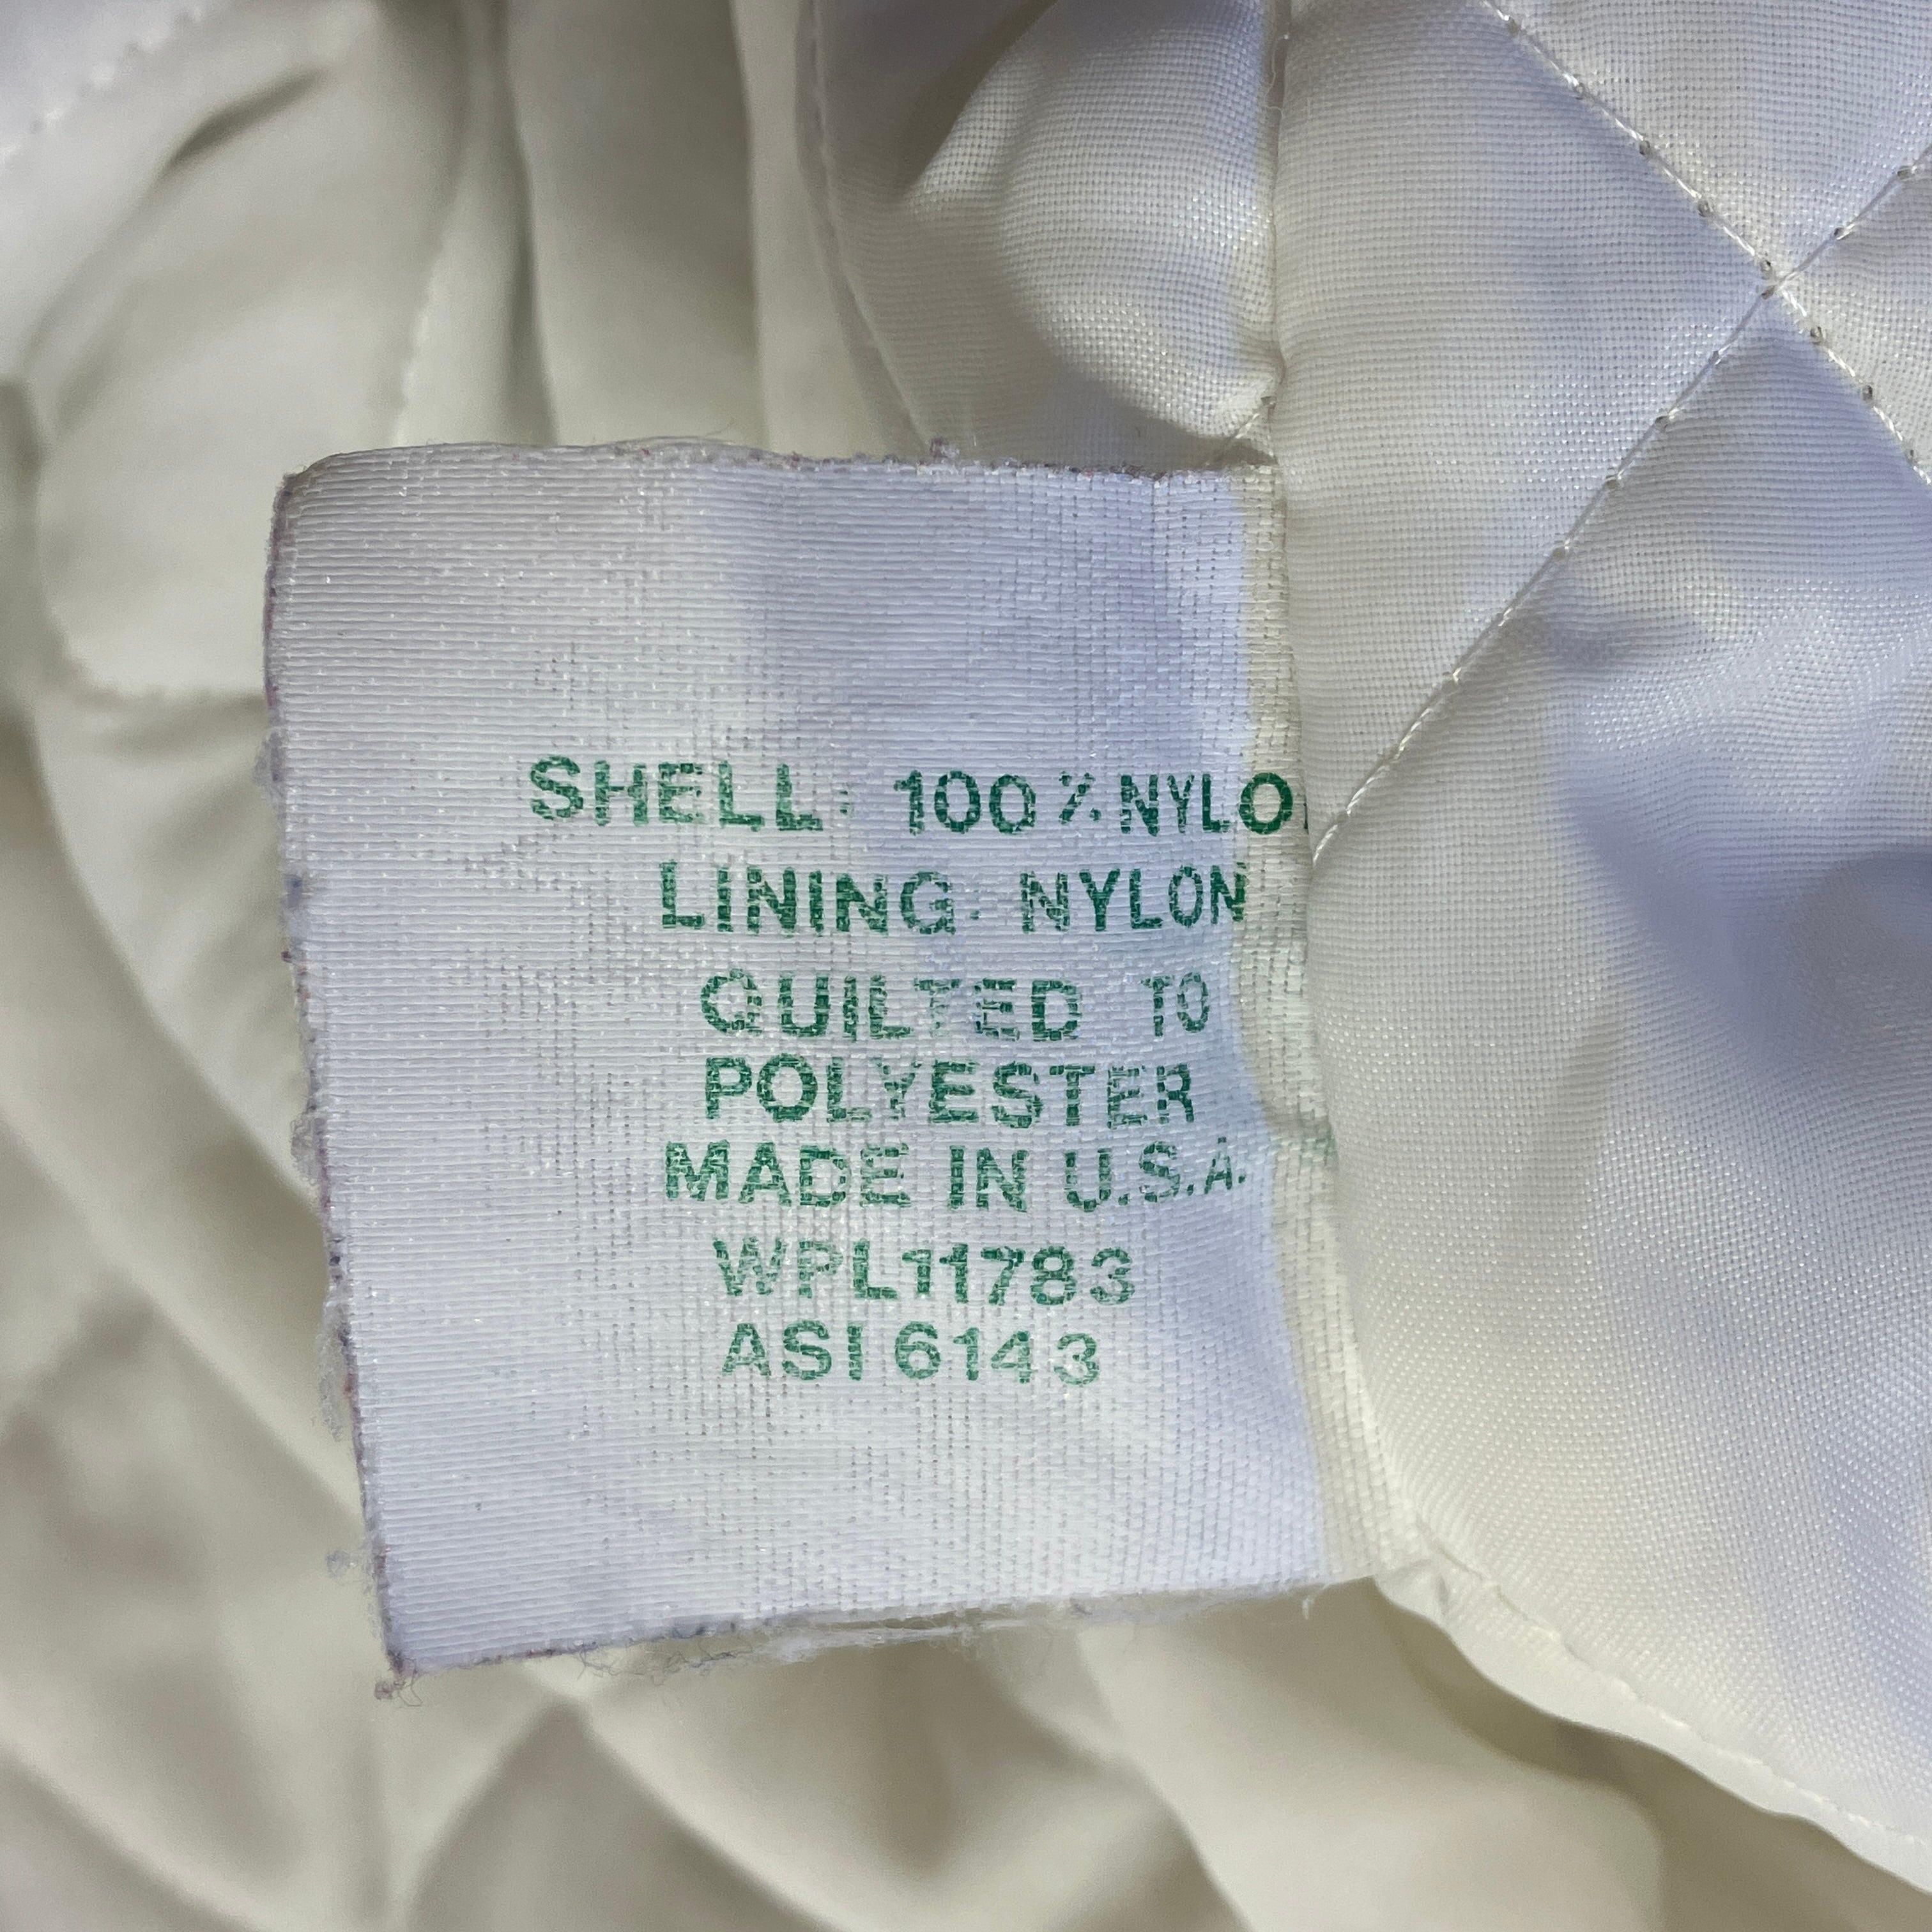 SHELL: 100% NYLO
LINING: NYLON
QUILTED TO
POLYESTER
MADE IN U.S.A.
WPL11783
ASI 6143